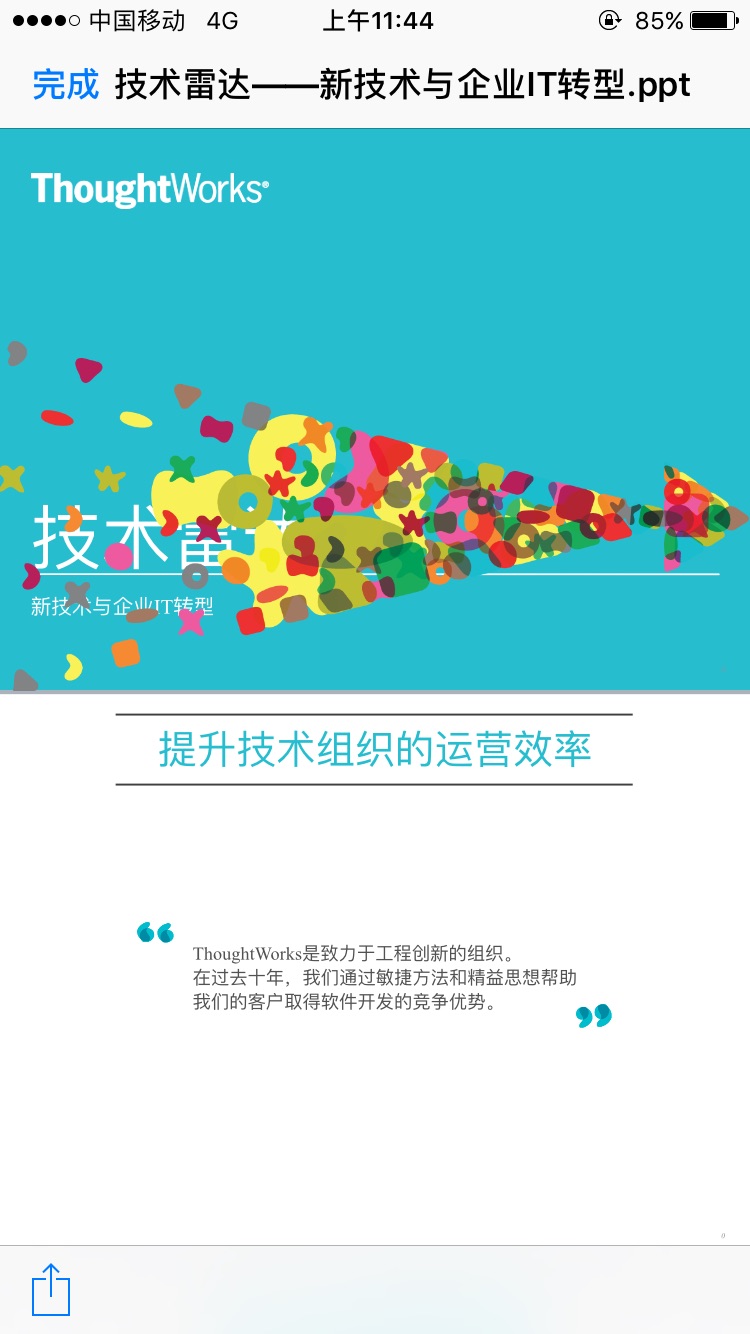 中国移动 4G 上午11:44 85%
完成 技术雷达——新技术与企业IT转型.ppt
ThoughtWorks
技术雷
新技术与企业IT转型
提升技术组织的运营效率
“
ThoughtWorks是致力于工程创新的组织。
在过去十年，我们通过敏捷方法和精益思想帮助
我们的客户取得软件开发的竞争优势。
”
0